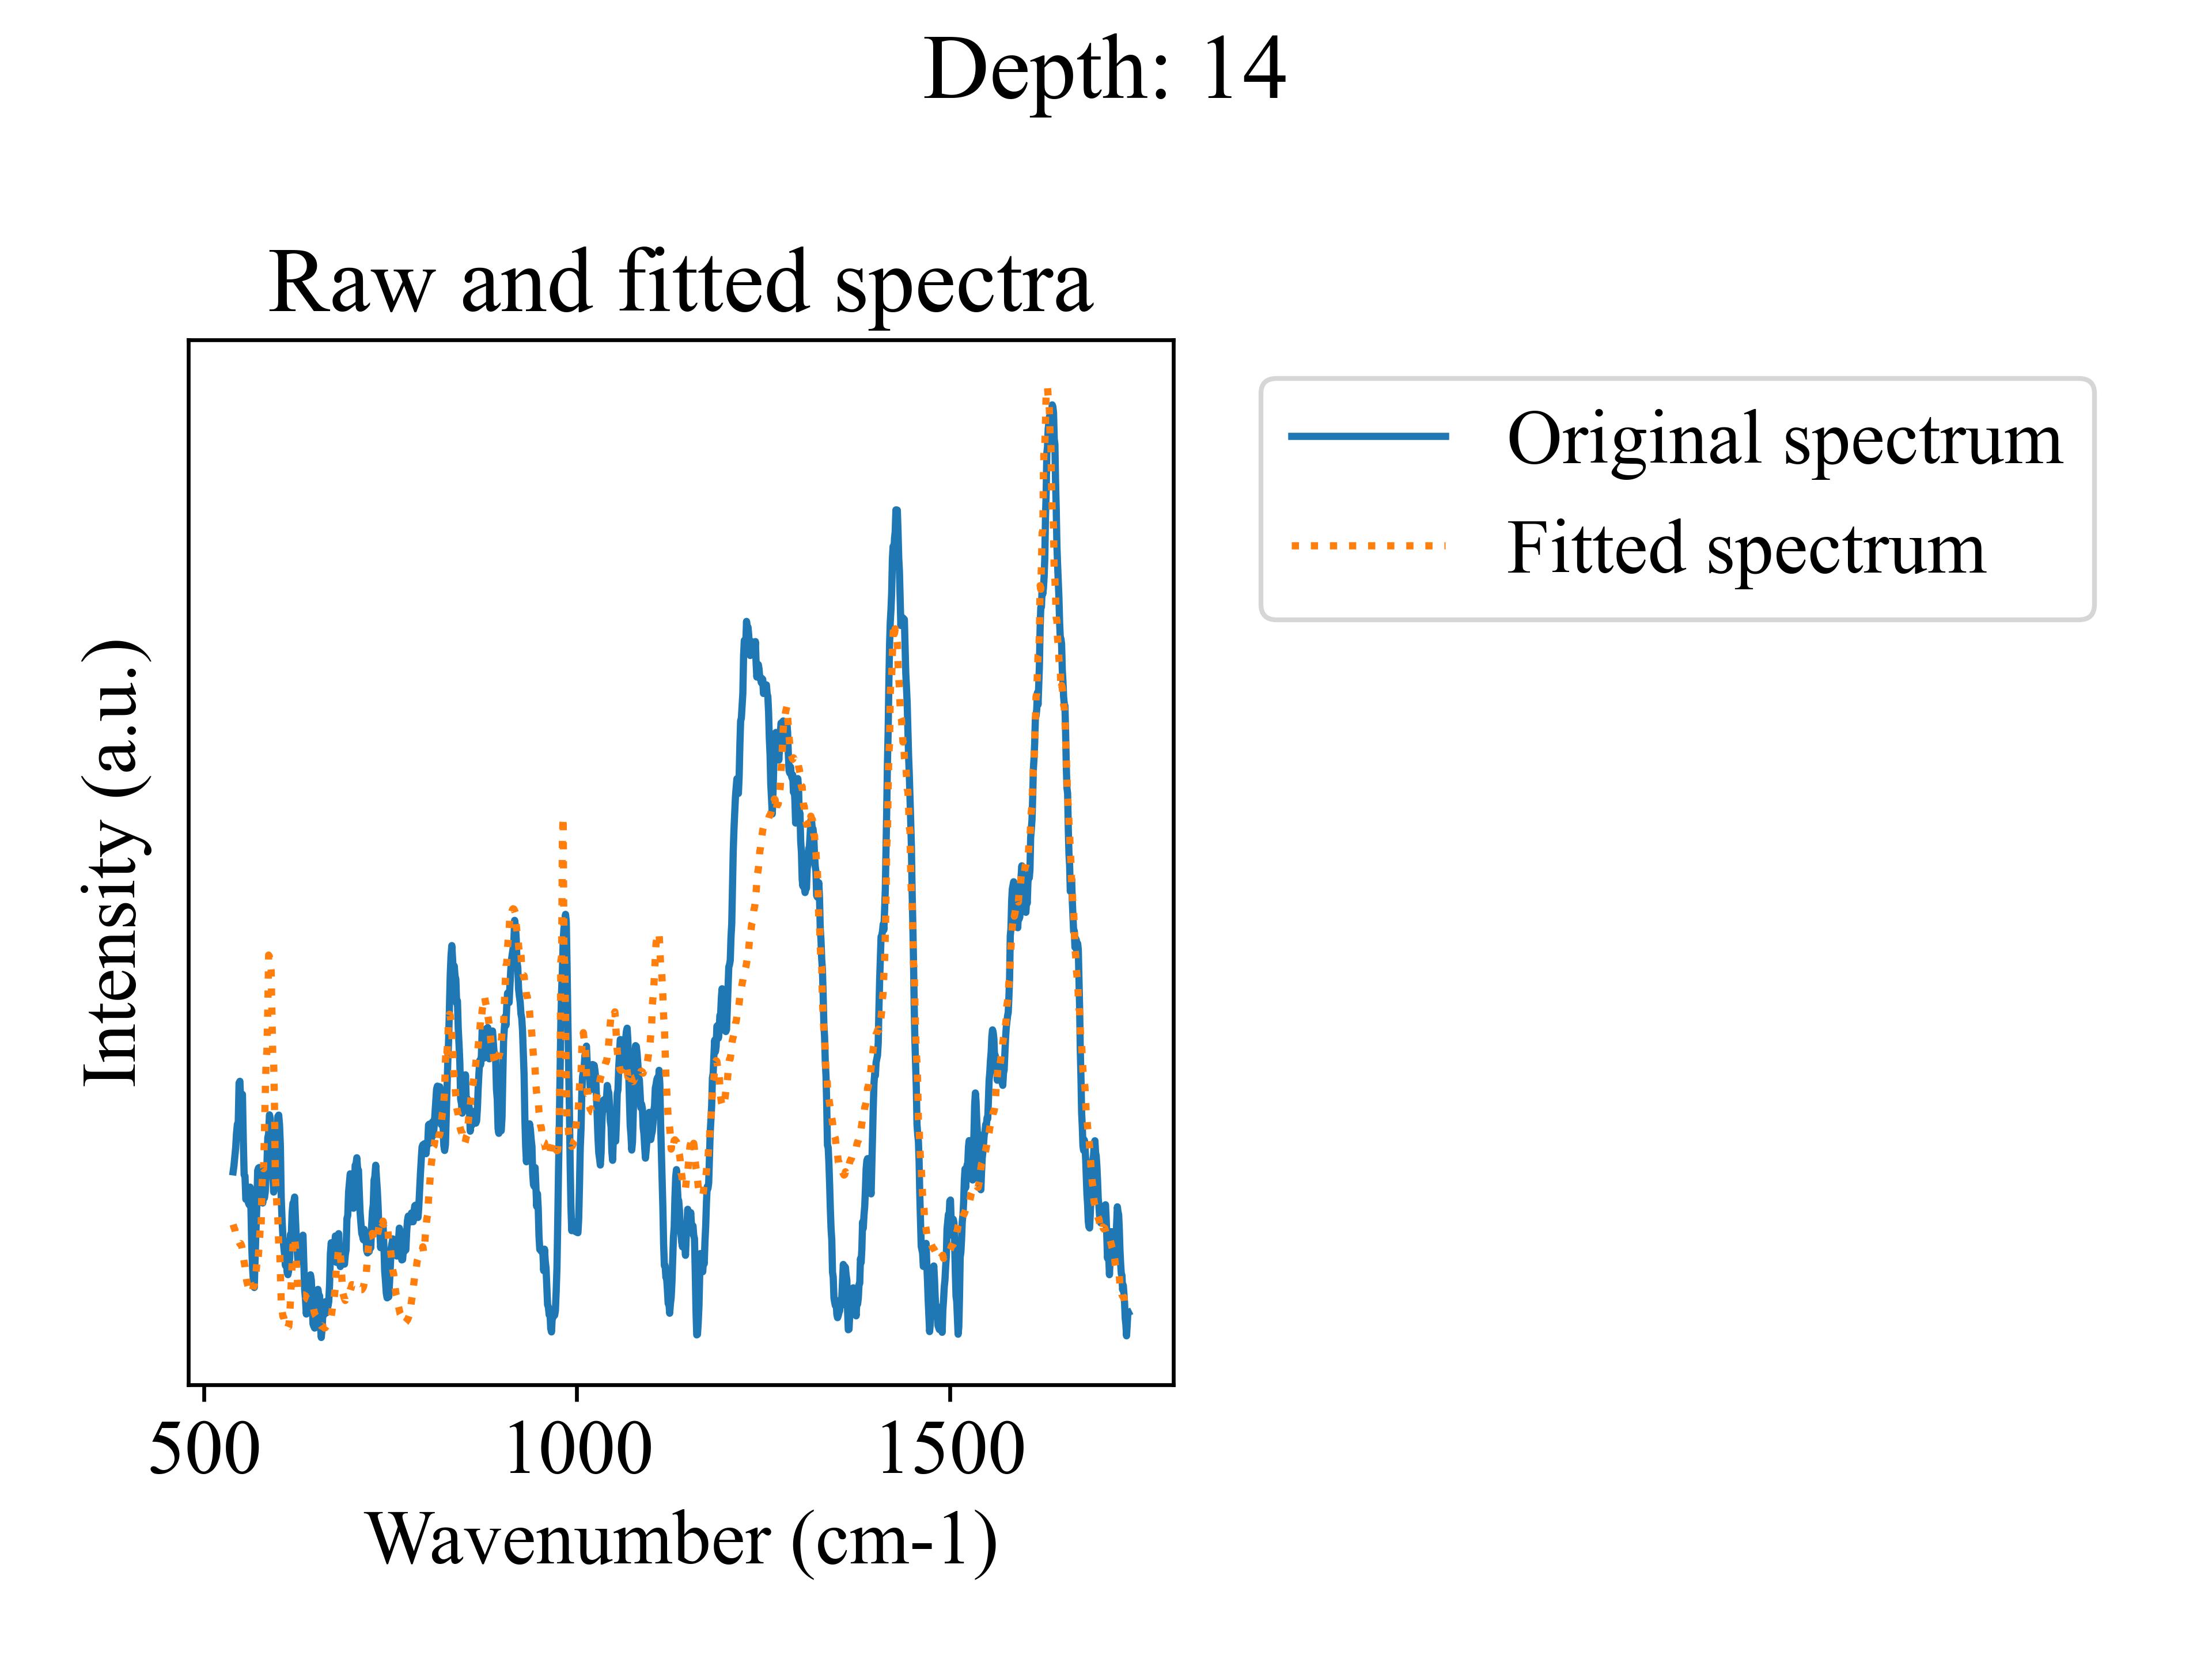 Depth: 14
Raw and fitted spectra
Original spectrum
Fitted spectrum
Intensity (a.u.)
500 1000 1500
Wavenumber (cm-1)